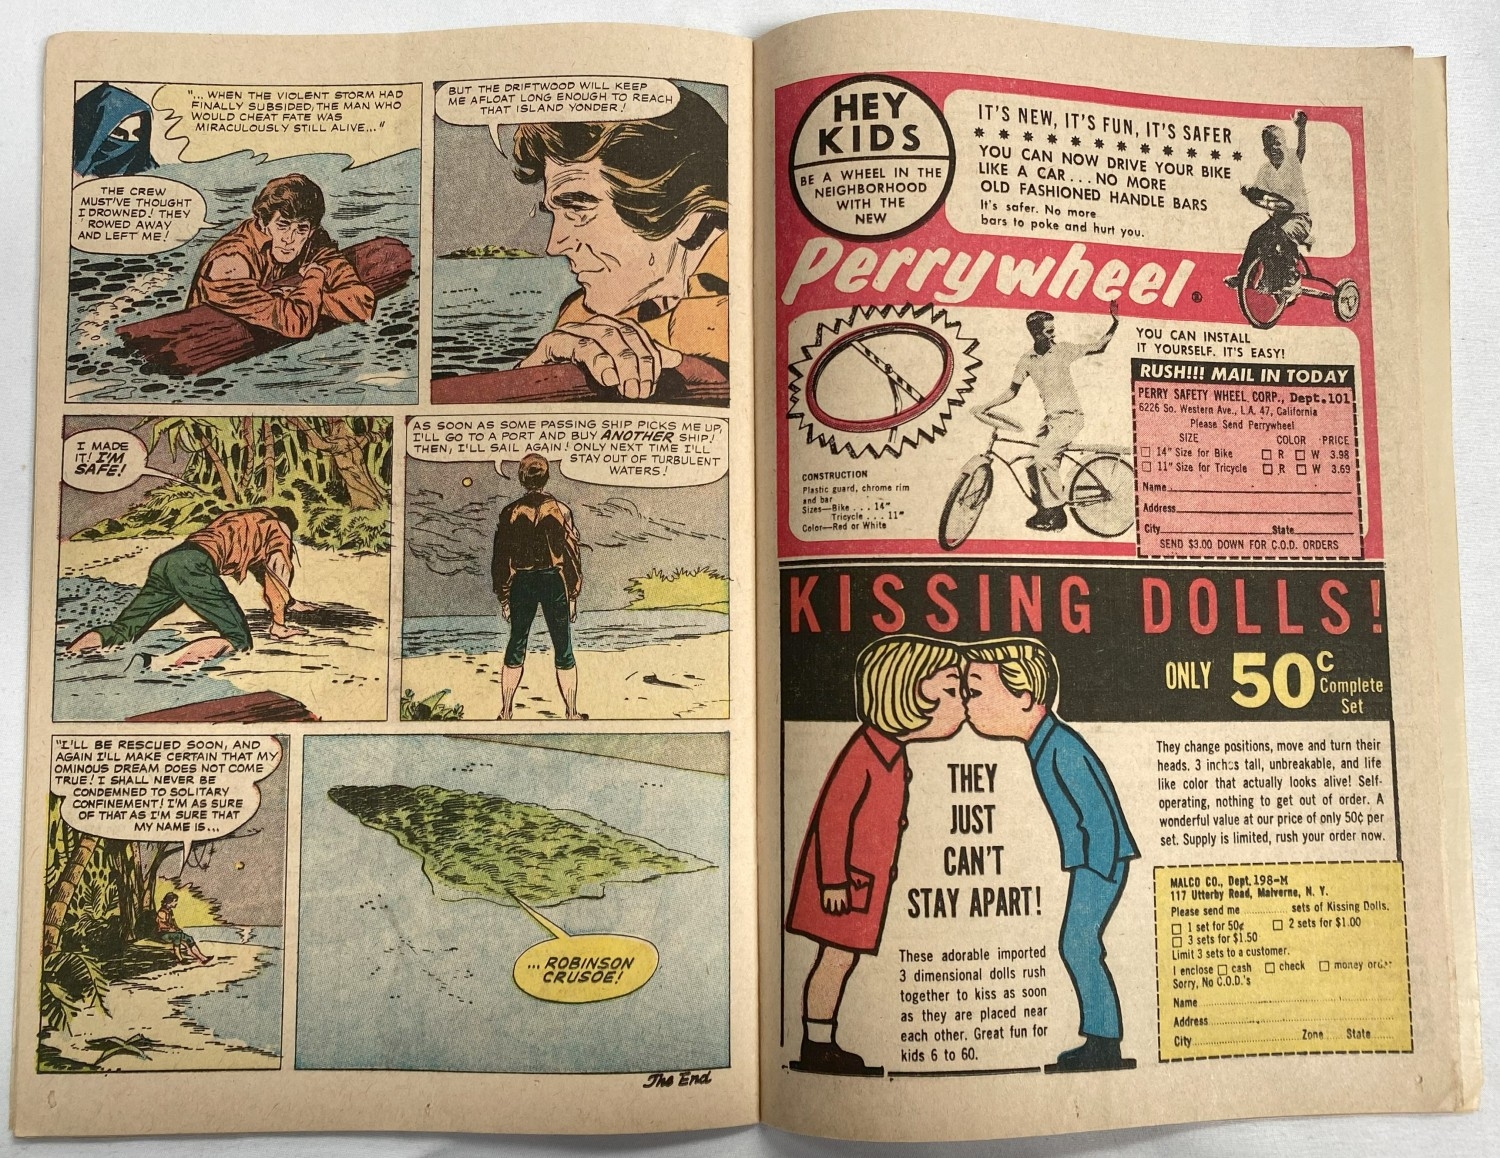 "... WHEN THE VIOLENT STORM HAD
FINALLY SUBSIDED, THE MAN WHO
WOULD CHEAT FATE WAS
MIRACULOUSLY STILL ALIVE..."
THE CREW
MUST'VE THOUGHT
I DROWNED! THEY
ROWED AWAY
AND LEFT ME!
BUT THE DRIFTWOOD WILL KEEP
ME AFLOAT LONG ENOUGH TO REACH
THAT ISLAND YONDER!
I MADE
IT! I'M
SAFE!
AS SOON AS SOME PASSING SHIP PICKS ME UP,
I'LL GO TO A PORT AND BUY ANOTHER SHIP!
THEN, I'LL SAIL AGAIN! ONLY NEXT TIME I'LL
STAY OUT OF TURBULENT
WATERS!
"I'LL BE RESCUED SOON, AND
AGAIN I'LL MAKE CERTAIN THAT MY
OMINOUS DREAM DOES NOT COME
TRUE! I SHALL NEVER BE
CONDEMNED TO SOLITARY
CONFINEMENT! I'M AS SURE
OF THAT AS I'M SURE THAT
MY NAME IS...
... ROBINSON
CRUSOE!
The End
HEY
KIDS
BE A WHEEL IN THE
NEIGHBORHOOD
WITH THE
NEW
IT'S NEW, IT'S FUN, IT'S SAFER
YOU CAN NOW DRIVE YOUR BIKE
LIKE A CAR... NO MORE
OLD FASHIONED HANDLE BARS
It's safer. No more
bars to poke and hurt you.
Perrywheel®
YOU CAN INSTALL
IT YOURSELF. IT'S EASY!
CONSTRUCTION
Plastic guard, chrome rim
and bar
Sizes—Bike . . . 14"
Tricycle . . . 11"
Color—Red or White
RUSH!!! MAIL IN TODAY
PERRY SAFETY WHEEL CORP., Dept.101
6226 So. Western Ave., L.A. 47, California
Please Send Perrywheel
SIZE COLOR PRICE
☐ 14" Size for Bike ☐ R ☐ W 3.98
☐ 11" Size for Tricycle ☐ R ☐ W 3.69
Name
Address
City State
SEND $3.00 DOWN FOR C.O.D. ORDERS
KISSING DOLLS!
ONLY 50¢
Complete
Set
THEY
JUST
CAN'T
STAY APART!
These adorable imported
3 dimensional dolls rush
together to kiss as soon
as they are placed near
each other. Great fun for
kids 6 to 60.
They change positions, move and turn their
heads. 3 inches tall, unbreakable, and life
like color that actually looks alive! Self-
operating, nothing to get out of order. A
wonderful value at our price of only 50¢ per
set. Supply is limited, rush your order now.
MALCO CO., Dept. 198-M
117 Utterby Road, Malverne, N. Y.
Please send me ............ sets of Kissing Dolls.
☐ 1 set for 50¢ ☐ 2 sets for $1.00
☐ 3 sets for $1.50
Limit 3 sets to a customer.
I enclose ☐ cash ☐ check ☐ money order
Sorry, No C.O.D.'s
Name
Address
City Zone State